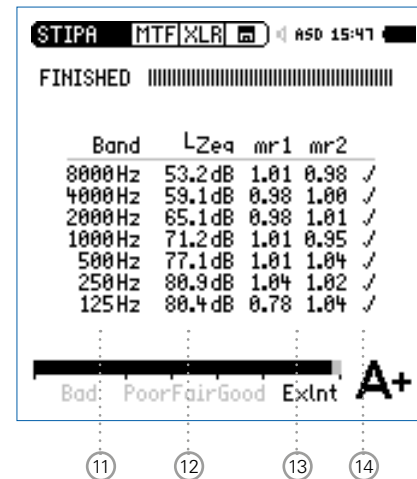 STIPA MTF XLR ASD 15:47
FINISHED
Band LZeq mr1 mr2
8000Hz 53.2dB 1.01 0.98 ✓
4000Hz 59.1dB 0.98 1.00 ✓
2000Hz 65.1dB 0.98 1.01 ✓
1000Hz 71.2dB 1.01 0.95 ✓
500Hz 77.1dB 1.01 1.04 ✓
250Hz 80.9dB 1.04 1.02 ✓
125Hz 80.4dB 0.78 1.04 ✓
Bad Poor Fair Good Exlnt A+
11 12 13 14